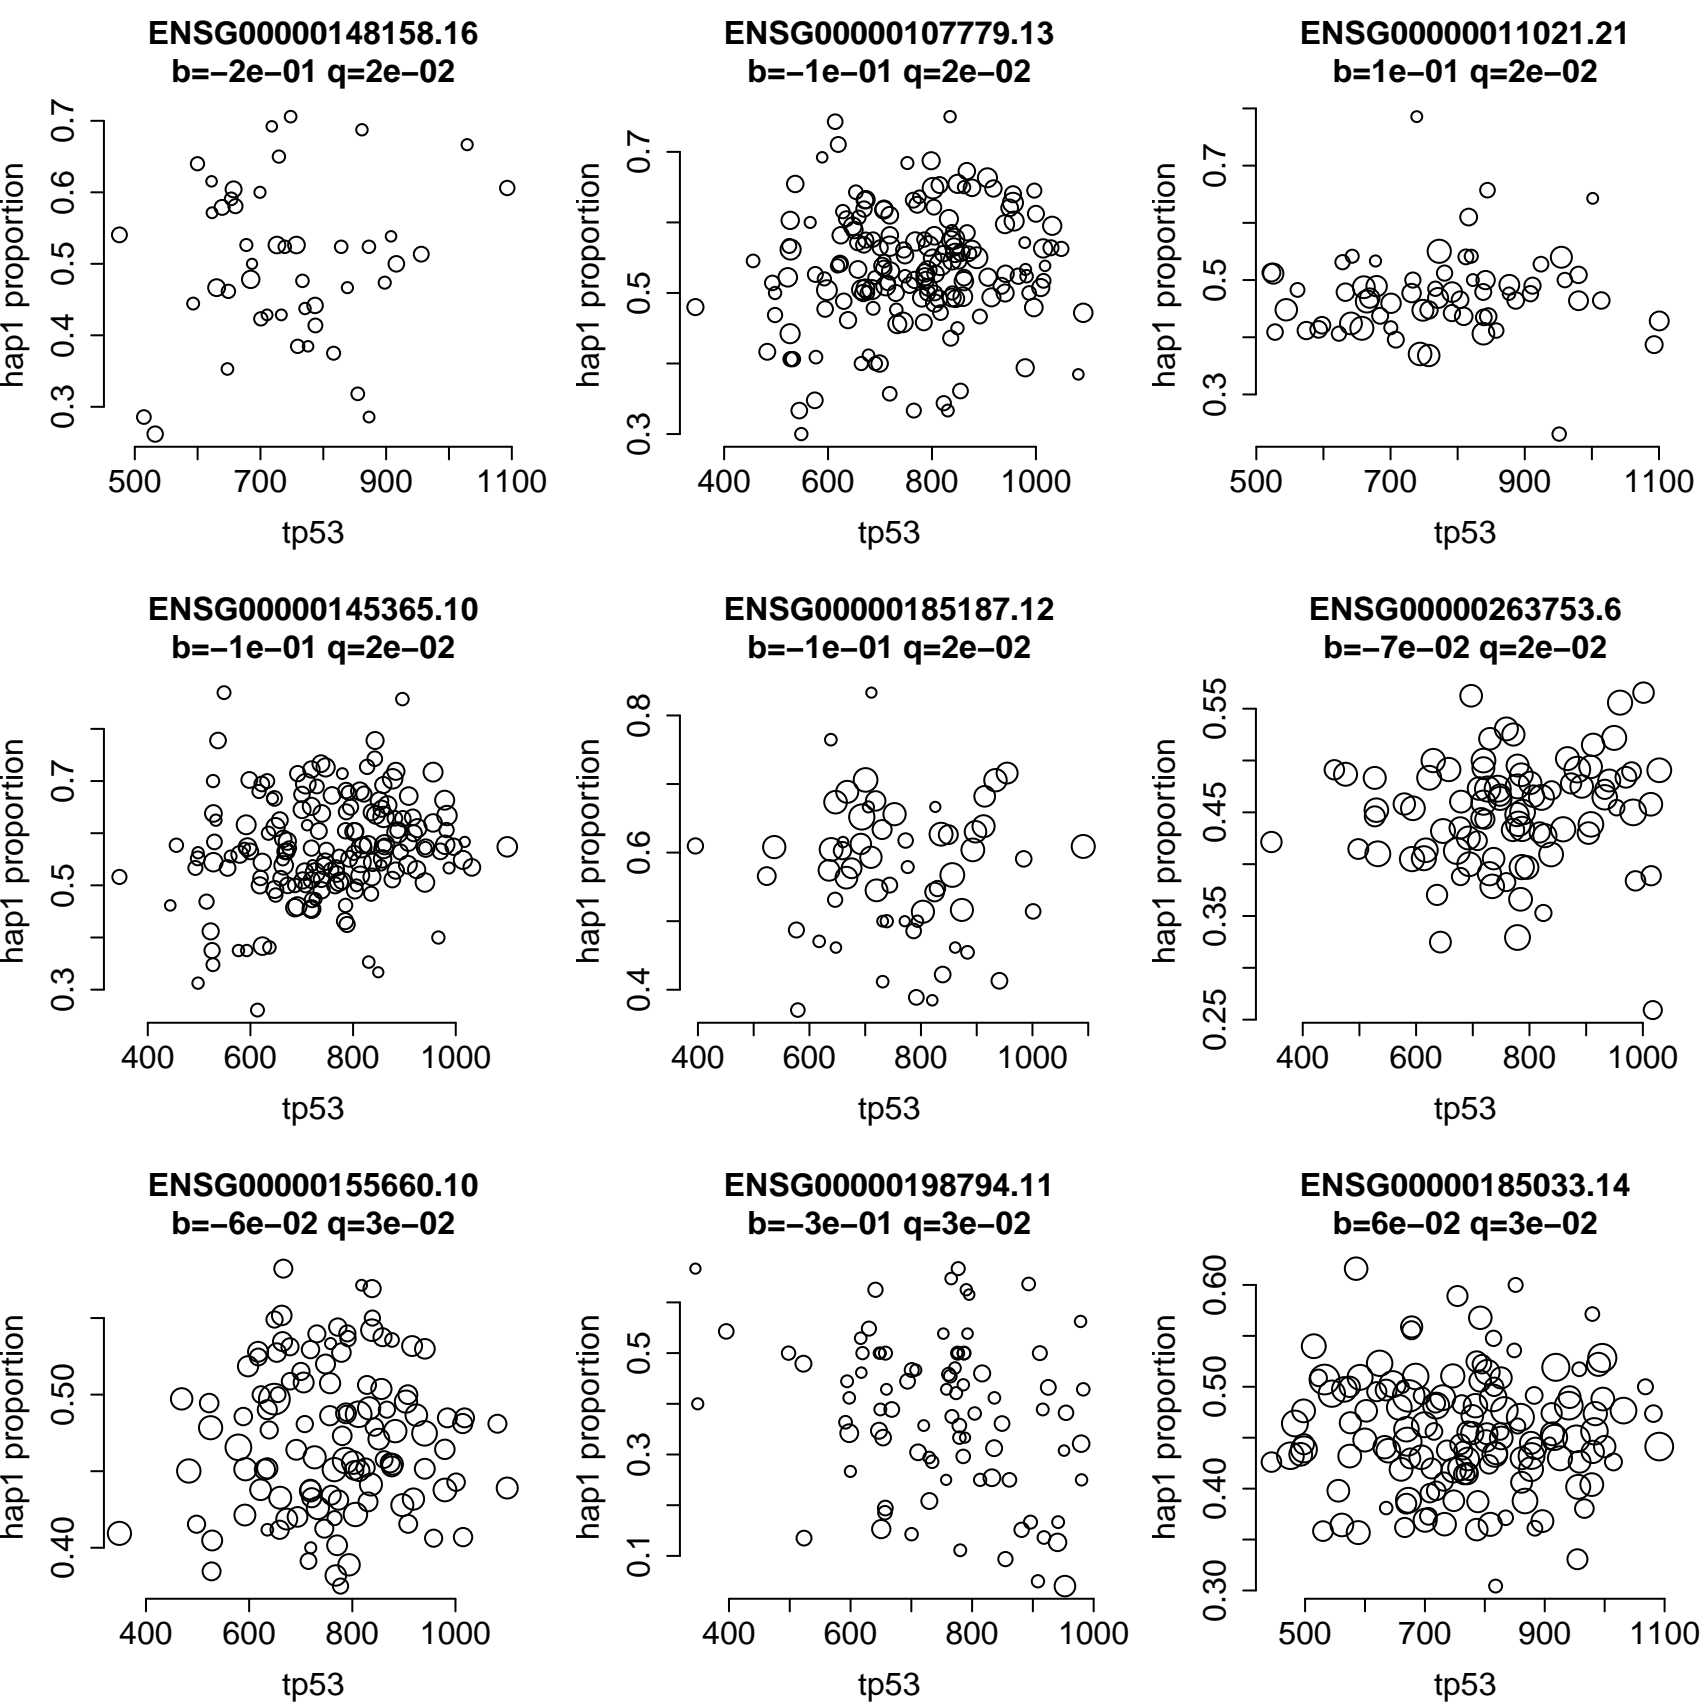 ENSG00000148158.16
b=−2e−01 q=2e−02
hap1 proportion
0.3 0.4 0.5 0.6 0.7
500 700 900 1100
tp53
ENSG00000107779.13
b=−1e−01 q=2e−02
hap1 proportion
0.3 0.5 0.7
400 600 800 1000
tp53
ENSG00000011021.21
b=1e−01 q=2e−02
hap1 proportion
0.3 0.5 0.7
500 700 900 1100
tp53
ENSG00000145365.10
b=−1e−01 q=2e−02
hap1 proportion
0.3 0.5 0.7
400 600 800 1000
tp53
ENSG00000185187.12
b=−1e−01 q=2e−02
hap1 proportion
0.4 0.6 0.8
400 600 800 1000
tp53
ENSG00000263753.6
b=−7e−02 q=2e−02
hap1 proportion
0.25 0.35 0.45 0.55
400 600 800 1000
tp53
ENSG00000155660.10
b=−6e−02 q=3e−02
hap1 proportion
0.40 0.50
400 600 800 1000
tp53
ENSG00000198794.11
b=−3e−01 q=3e−02
hap1 proportion
0.1 0.3 0.5
400 600 800 1000
tp53
ENSG00000185033.14
b=6e−02 q=3e−02
hap1 proportion
0.30 0.40 0.50 0.60
500 700 900 1100
tp53